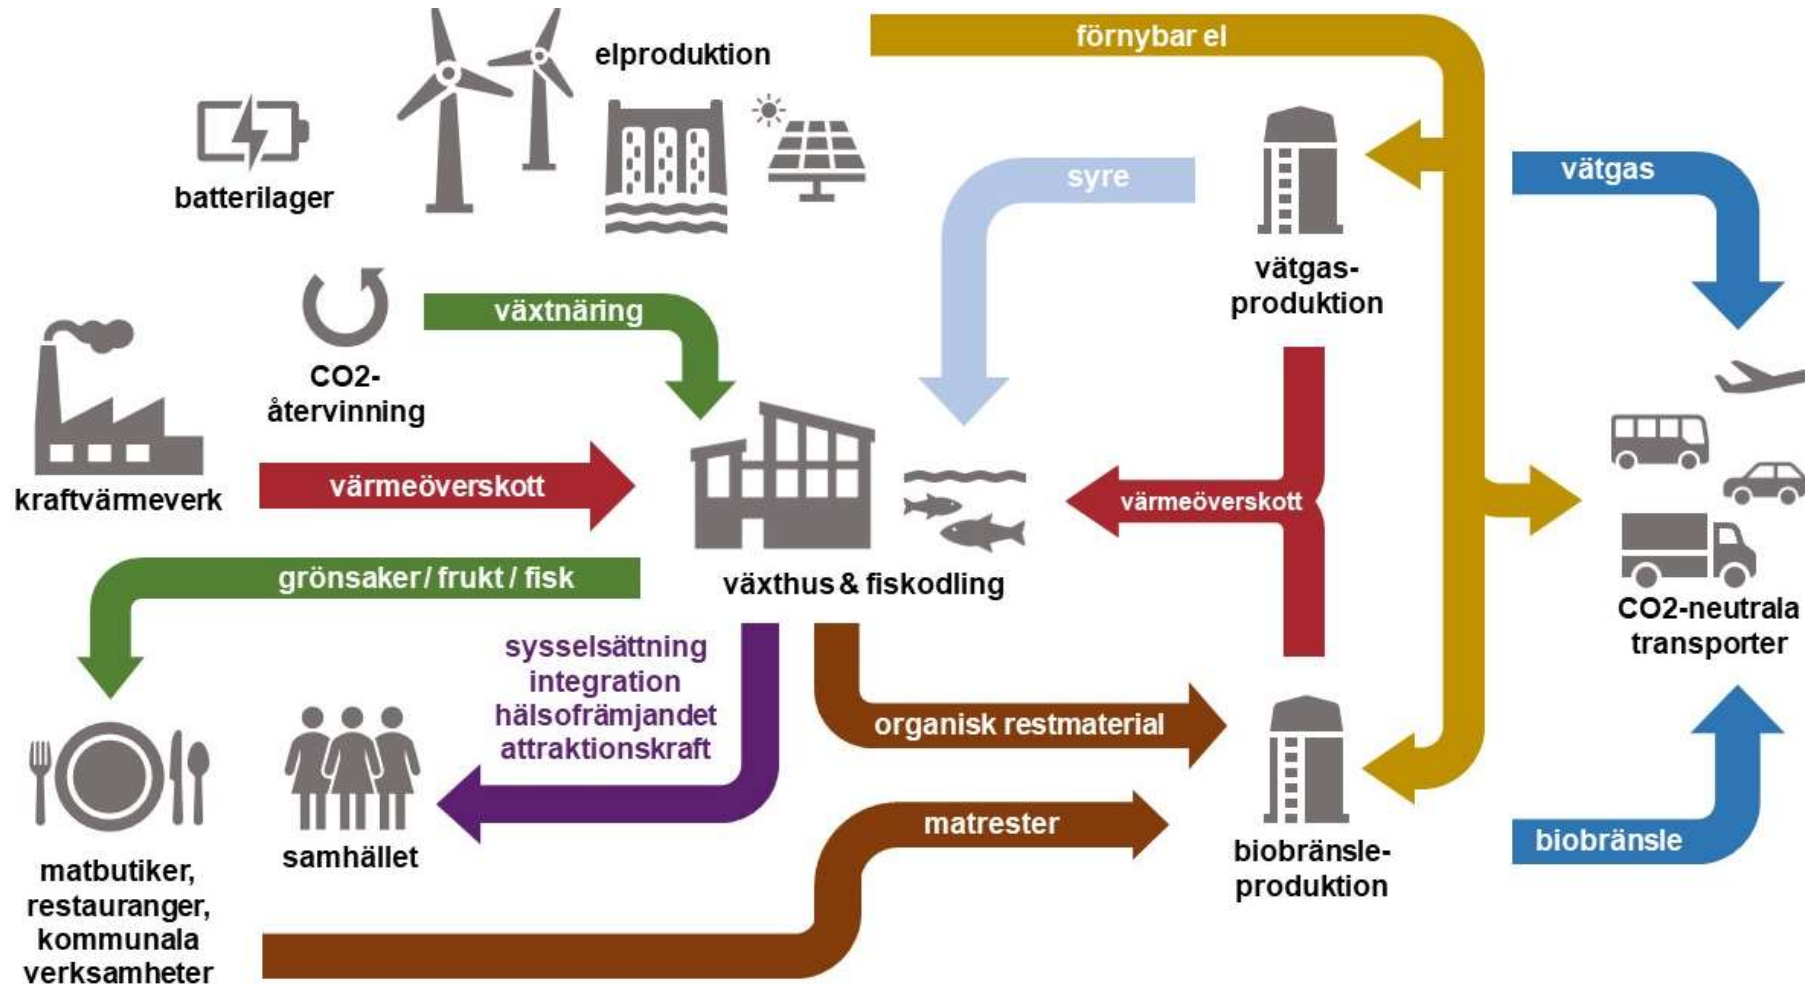 elproduktion
förnybar el
batterilager
syre
vätgas
vätgas-
produktion
växtnäring
CO2-
återvinning
kraftvärmeverk
värmeöverskott
värmeöverskott
växthus & fiskodling
grönsaker / frukt / fisk
CO2-neutrala
transporter
sysselsättning
integration
hälsofrämjandet
attraktionskraft
organisk restmaterial
matrester
samhället
biobränsle
biobränsle-
produktion
matbutiker,
restauranger,
kommunala
verksamheter